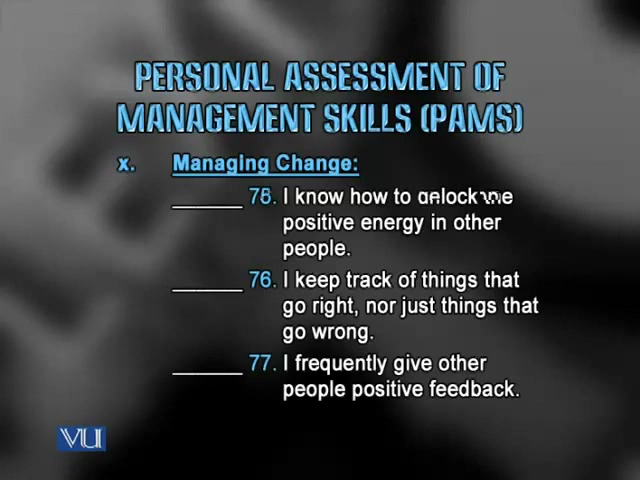 PERSONAL ASSESSMENT OF
MANAGEMENT SKILLS (PAMS)
x. Managing Change:
______ 75. I know how to
positive energy in other
people.
______ 76. I keep track of things that
go right, nor just things that
go wrong.
______ 77. I frequently give other
people positive feedback.
VU